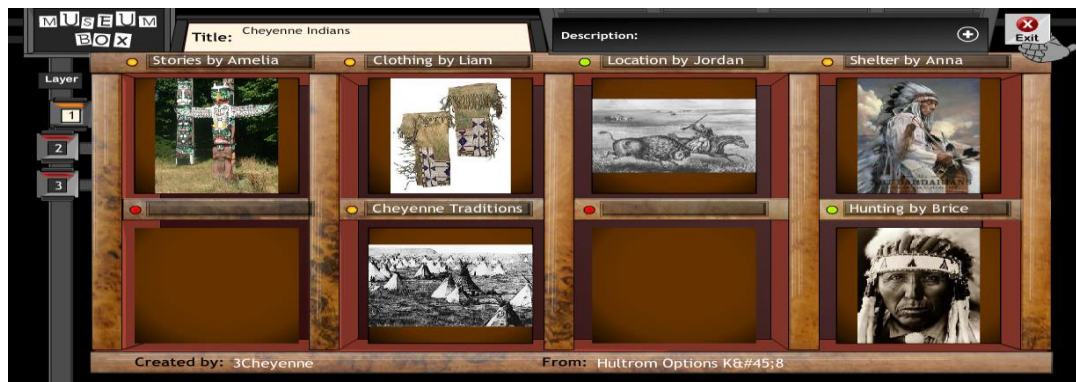 MUSEUM
BOX
Title: Cheyenne Indians
Description:
Exit
Layer
1
2
3
Stories by Amelia
Clothing by Liam
Location by Jordan
Shelter by Anna
Cheyenne Traditions
Hunting by Brice
Created by: 3Cheyenne
From: Hultrom Options K&#45;8